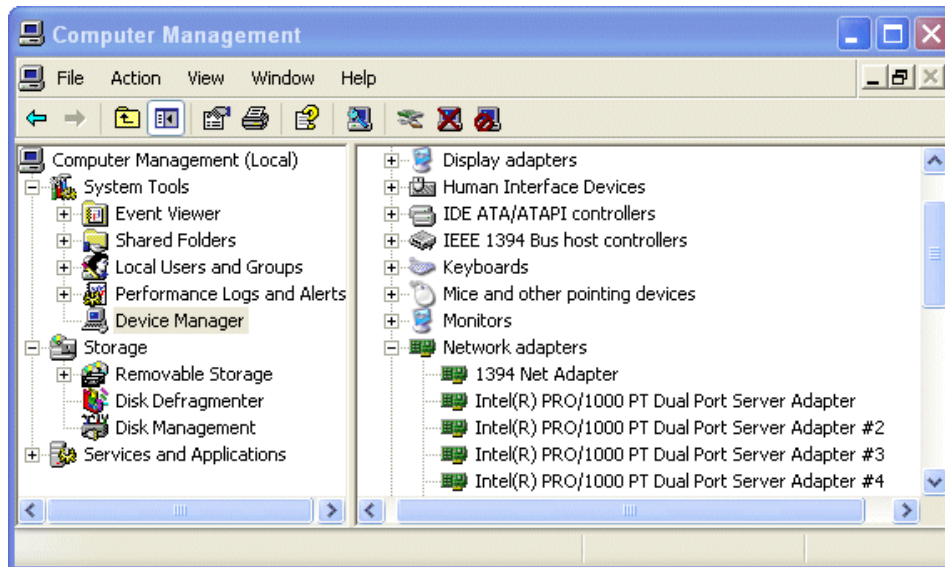 Computer Management
File Action View Window Help
Computer Management (Local)
System Tools
Event Viewer
Shared Folders
Local Users and Groups
Performance Logs and Alerts
Device Manager
Storage
Removable Storage
Disk Defragmenter
Disk Management
Services and Applications
Display adapters
Human Interface Devices
IDE ATA/ATAPI controllers
IEEE 1394 Bus host controllers
Keyboards
Mice and other pointing devices
Monitors
Network adapters
1394 Net Adapter
Intel(R) PRO/1000 PT Dual Port Server Adapter
Intel(R) PRO/1000 PT Dual Port Server Adapter #2
Intel(R) PRO/1000 PT Dual Port Server Adapter #3
Intel(R) PRO/1000 PT Dual Port Server Adapter #4